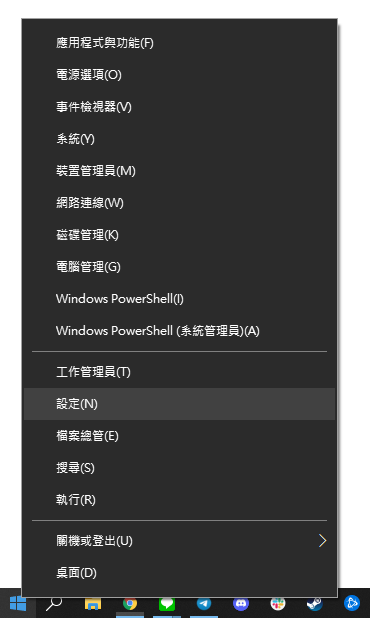 應用程式與功能(F)
電源選項(O)
事件檢視器(V)
系統(Y)
裝置管理員(M)
網路連線(W)
磁碟管理(K)
電腦管理(G)
Windows PowerShell(I)
Windows PowerShell (系統管理員)(A)
工作管理員(T)
設定(N)
檔案總管(E)
搜尋(S)
執行(R)
關機或登出(U)
桌面(D)